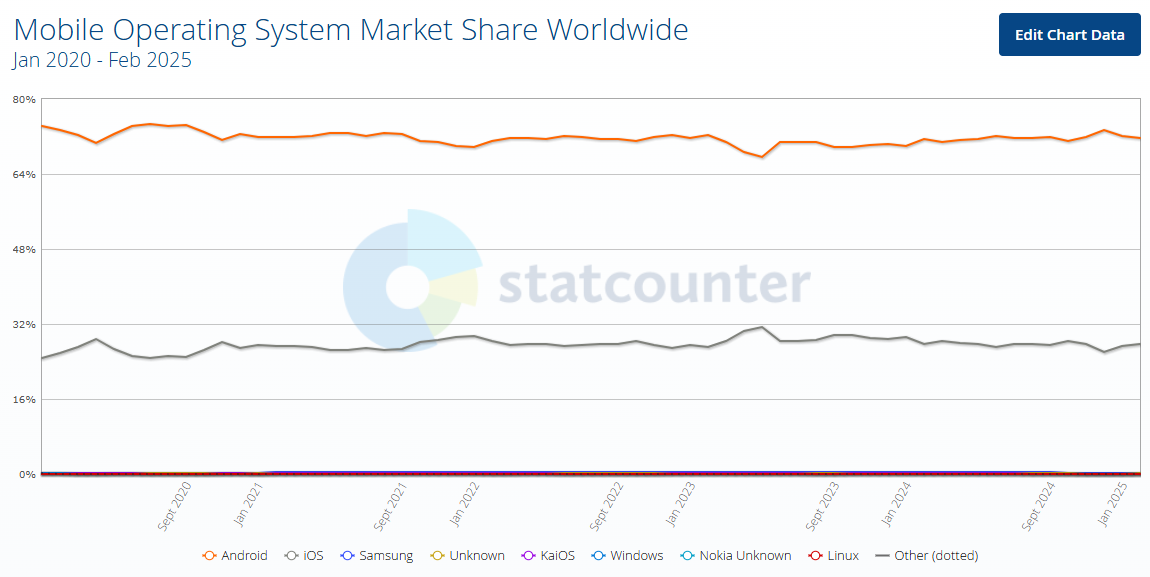 Mobile Operating System Market Share Worldwide
Jan 2020 - Feb 2025
Edit Chart Data
80%
64%
48%
32%
16%
0%
statcounter
Sept 2020
Jan 2021
Sept 2021
Jan 2022
Sept 2022
Jan 2023
Sept 2023
Jan 2024
Sept 2024
Jan 2025
Android iOS Samsung Unknown KaiOS Windows Nokia Unknown Linux Other (dotted)